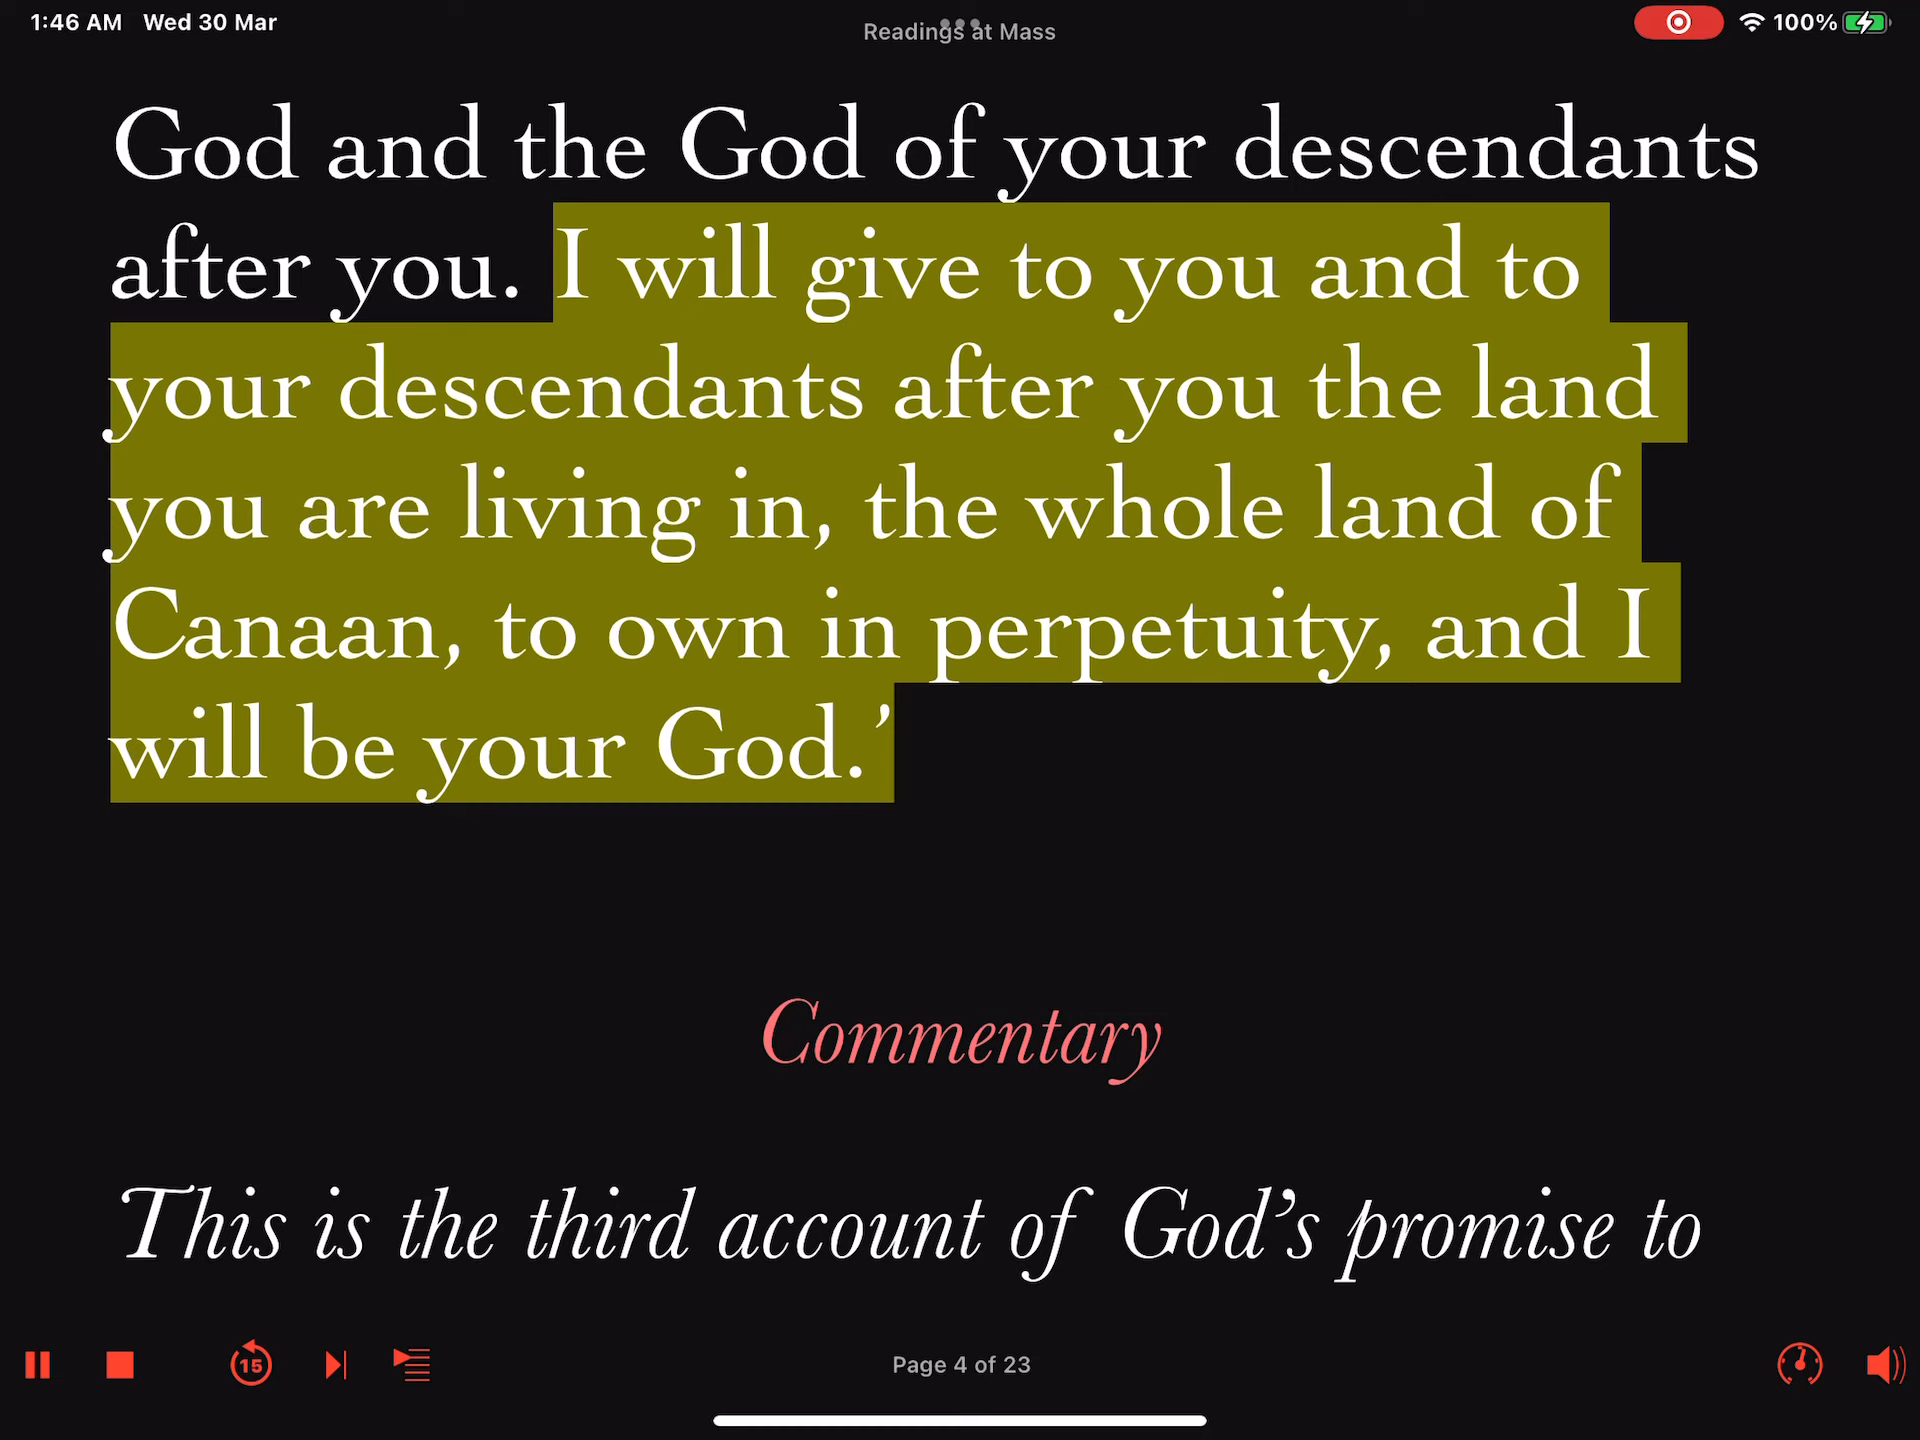 1:46 AM Wed 30 Mar
Readings at Mass
100%
God and the God of your descendants
after you. I will give to you and to
your descendants after you the land
you are living in, the whole land of
Canaan, to own in perpetuity, and I
will be your God.’
Commentary
This is the third account of God’s promise to
15
Page 4 of 23